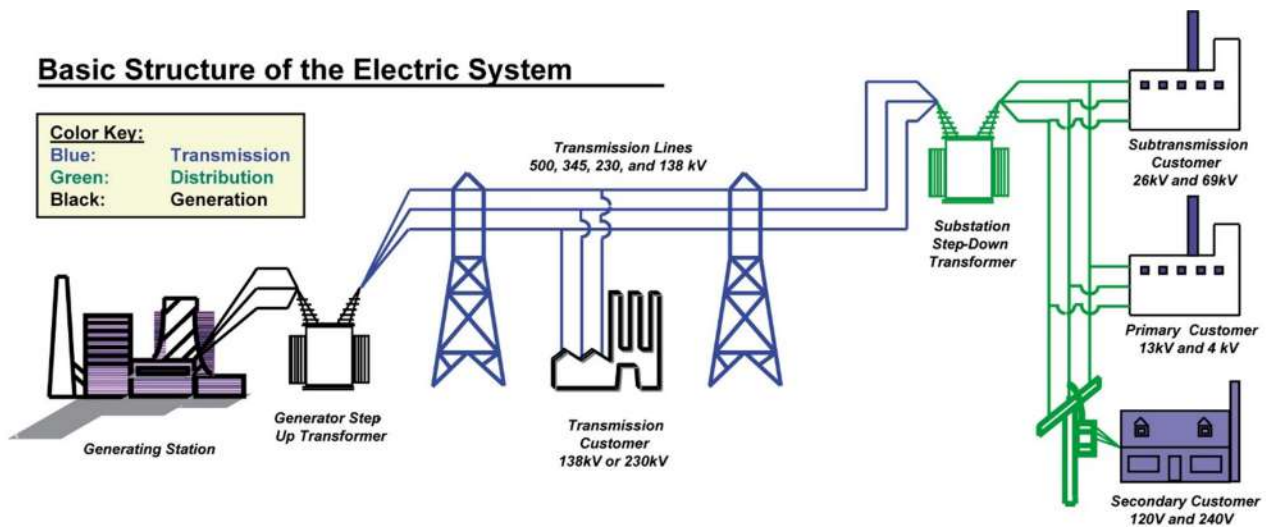 Basic Structure of the Electric System
Color Key:
Blue: Transmission
Green: Distribution
Black: Generation
Transmission Lines
500, 345, 230, and 138 kV
Subtransmission
Customer
26kV and 69kV
Substation
Step-Down
Transformer
Primary Customer
13kV and 4 kV
Generating Station
Generator Step
Up Transformer
Transmission
Customer
138kV or 230kV
Secondary Customer
120V and 240V